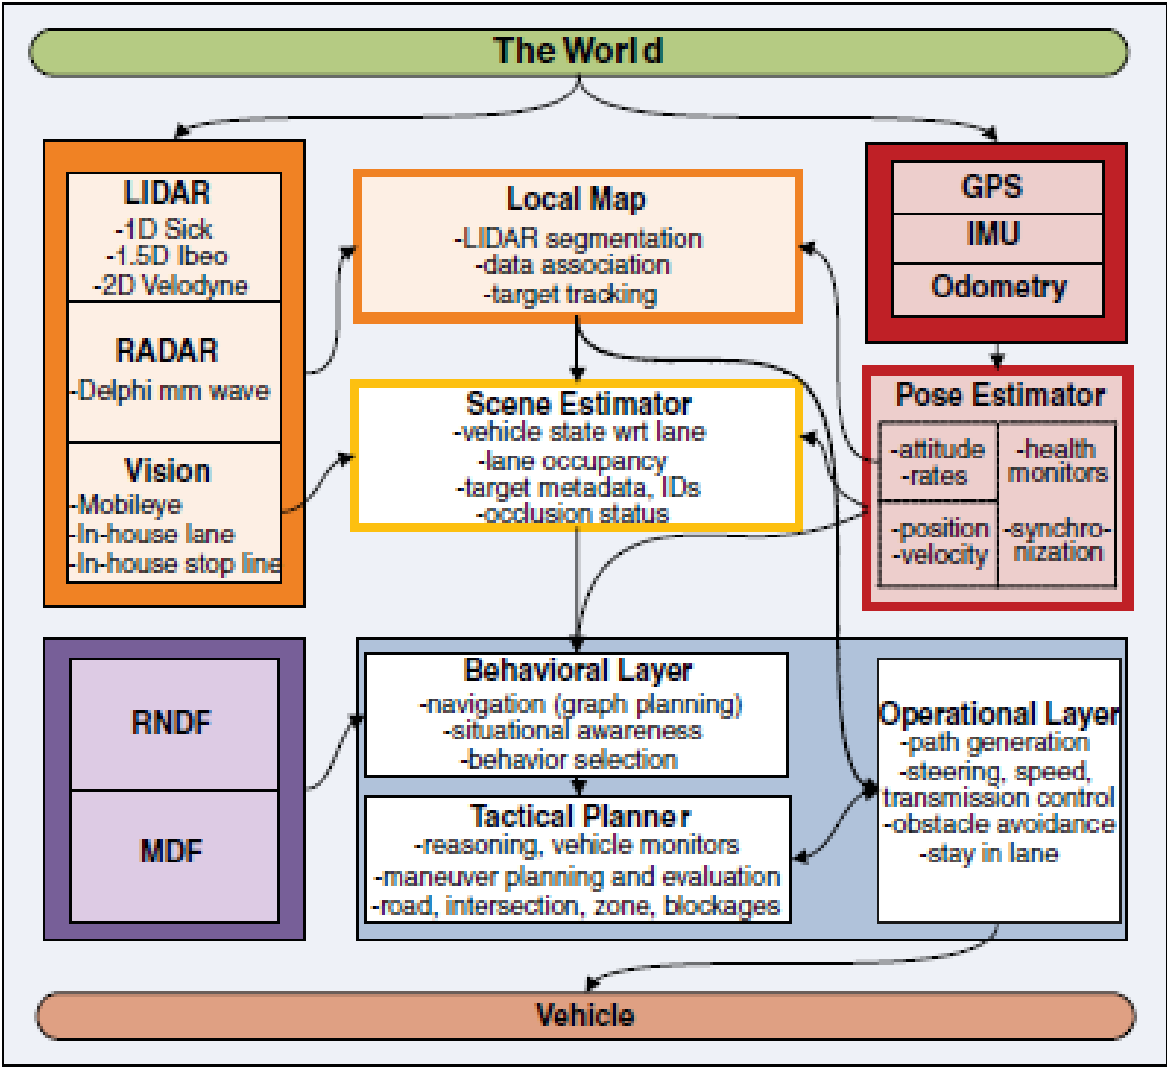 The World
LIDAR
-1D Sick
-1.5D Ibeo
-2D Velodyne
RADAR
-Delphi mm wave
Vision
-Mobileye
-In-house lane
-In-house stop line
Local Map
-LIDAR segmentation
-data association
-target tracking
GPS
IMU
Odometry
Scene Estimator
-vehicle state wrt lane
-lane occupancy
-target metadata, IDs
-occlusion status
Pose Estimator
-attitude
-rates
-health
monitors
-position
-velocity
-synchro-
nization
RNDF
MDF
Behavioral Layer
-navigation (graph planning)
-situational awareness
-behavior selection
Tactical Planner
-reasoning, vehicle monitors
-maneuver planning and evaluation
-road, intersection, zone, blockages
Operational Layer
-path generation
-steering, speed,
transmission control
-obstacle avoidance
-stay in lane
Vehicle